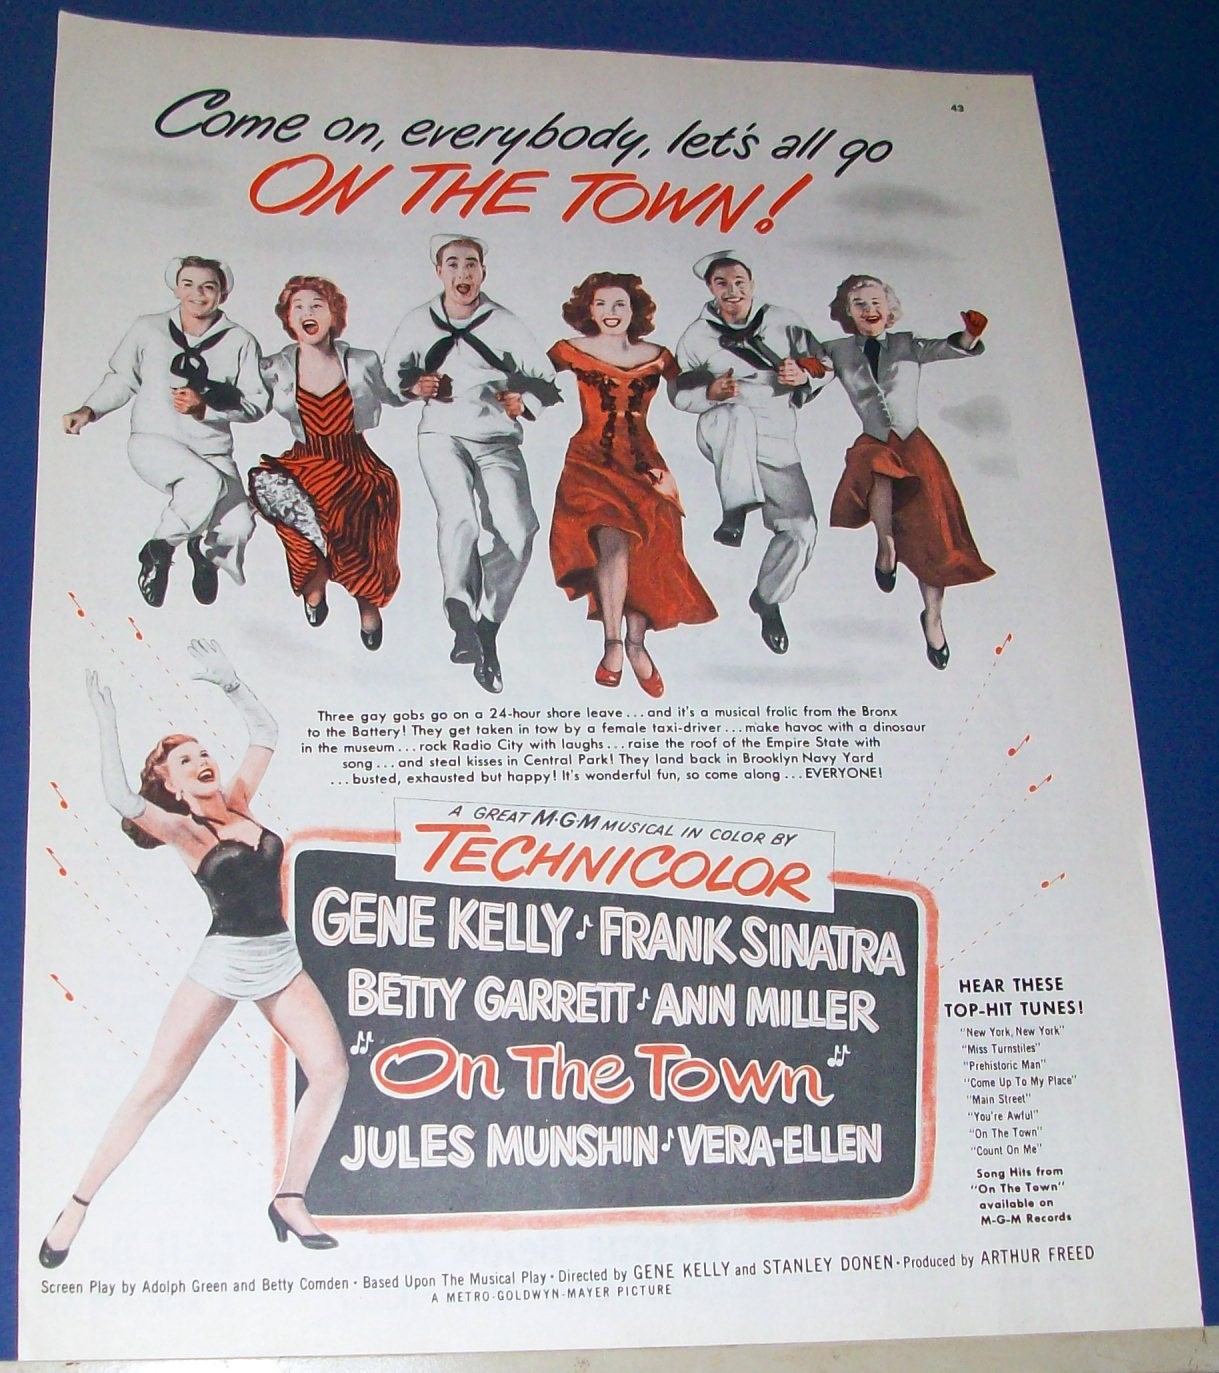 43
Come on, everybody, let's all go
ON THE TOWN!
Three gay gobs go on a 24-hour shore leave...and it's a musical frolic from the Bronx
to the Battery! They get taken in tow by a female taxi-driver...make havoc with a dinosaur
in the museum...rock Radio City with laughs...raise the roof of the Empire State with
song...and steal kisses in Central Park! They land back in Brooklyn Navy Yard
...busted, exhausted but happy! It's wonderful fun, so come along...EVERYONE!
A GREAT M-G-M MUSICAL IN COLOR BY
TECHNICOLOR
GENE KELLY♪FRANK SINATRA
BETTY GARRETT♪ANN MILLER
"On The Town"
JULES MUNSHIN♪VERA-ELLEN
HEAR THESE
TOP-HIT TUNES!
"New York, New York"
"Miss Turnstiles"
"Prehistoric Man"
"Come Up To My Place"
"Main Street"
"You're Awful"
"On The Town"
"Count On Me"
Song Hits from
"On The Town"
available on
M-G-M Records
Screen Play by Adolph Green and Betty Comden · Based Upon The Musical Play · Directed by GENE KELLY and STANLEY DONEN · Produced by ARTHUR FREED
A METRO-GOLDWYN-MAYER PICTURE